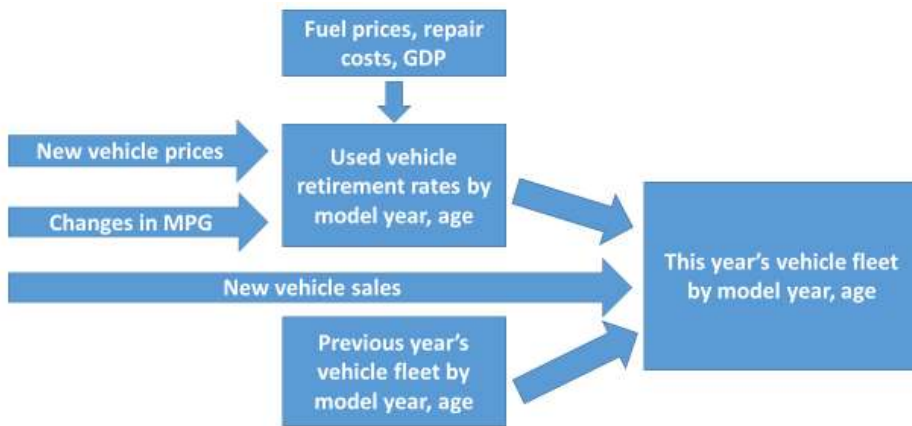 Fuel prices, repair
costs, GDP
New vehicle prices
Used vehicle
retirement rates by
model year, age
Changes in MPG
This year’s vehicle fleet
by model year, age
New vehicle sales
Previous year’s
vehicle fleet by
model year, age